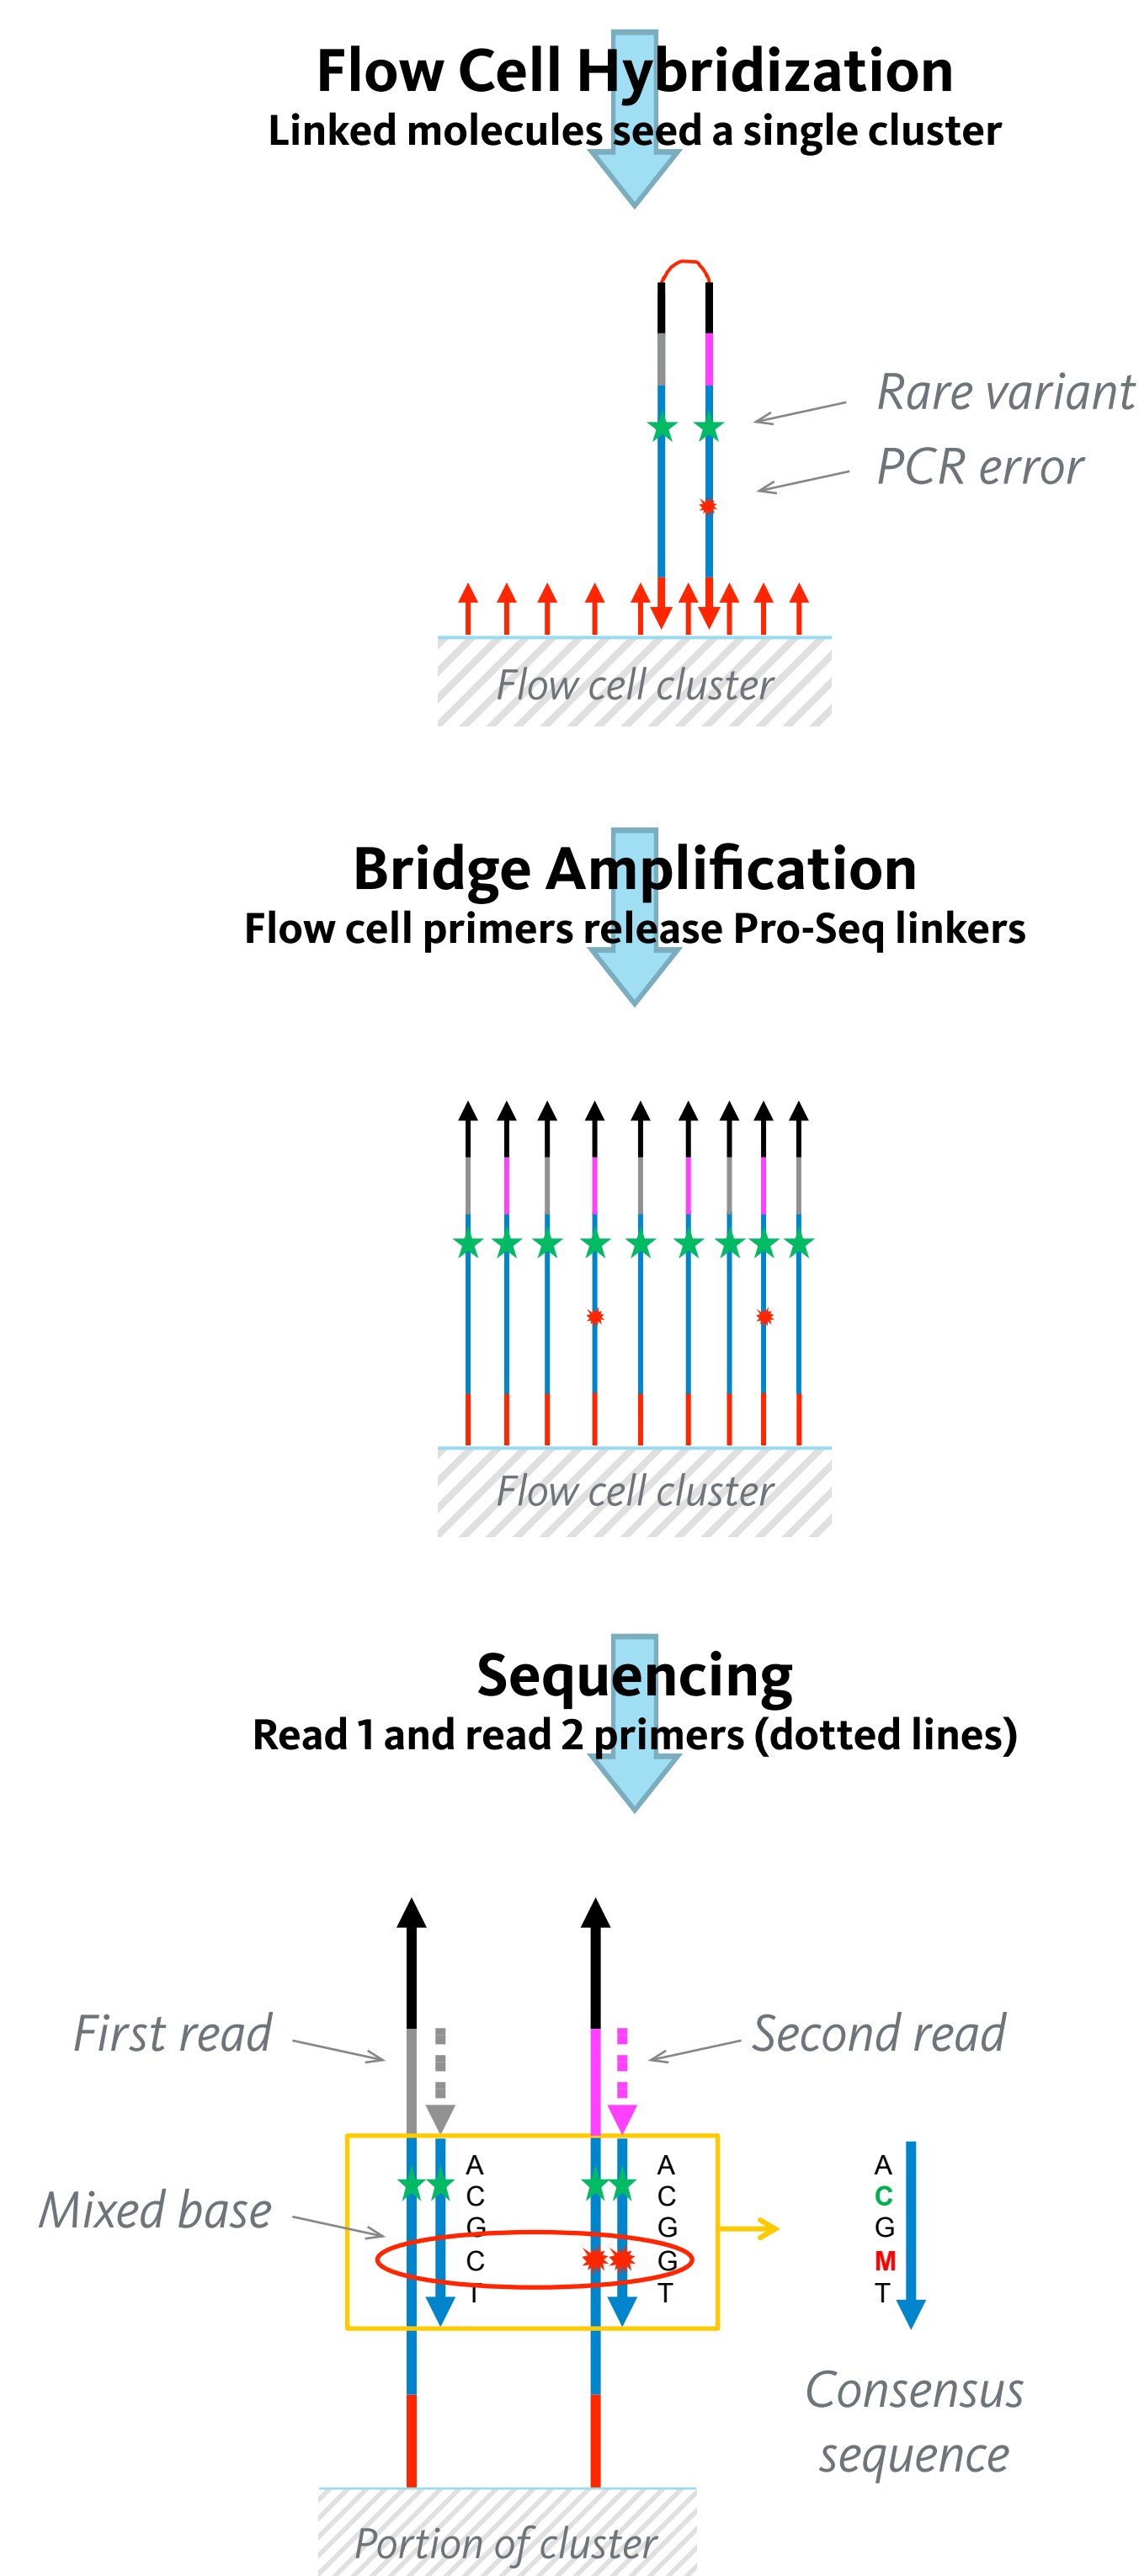 Flow Cell Hybridization
Linked molecules seed a single cluster
Rare variant
PCR error
Flow cell cluster
Bridge Amplification
Flow cell primers release Pro-Seq linkers
Flow cell cluster
Sequencing
Read 1 and read 2 primers (dotted lines)
First read
Second read
Mixed base
A
C
G
C
T
A
C
G
G
T
A
C
G
M
T
Consensus
sequence
Portion of cluster